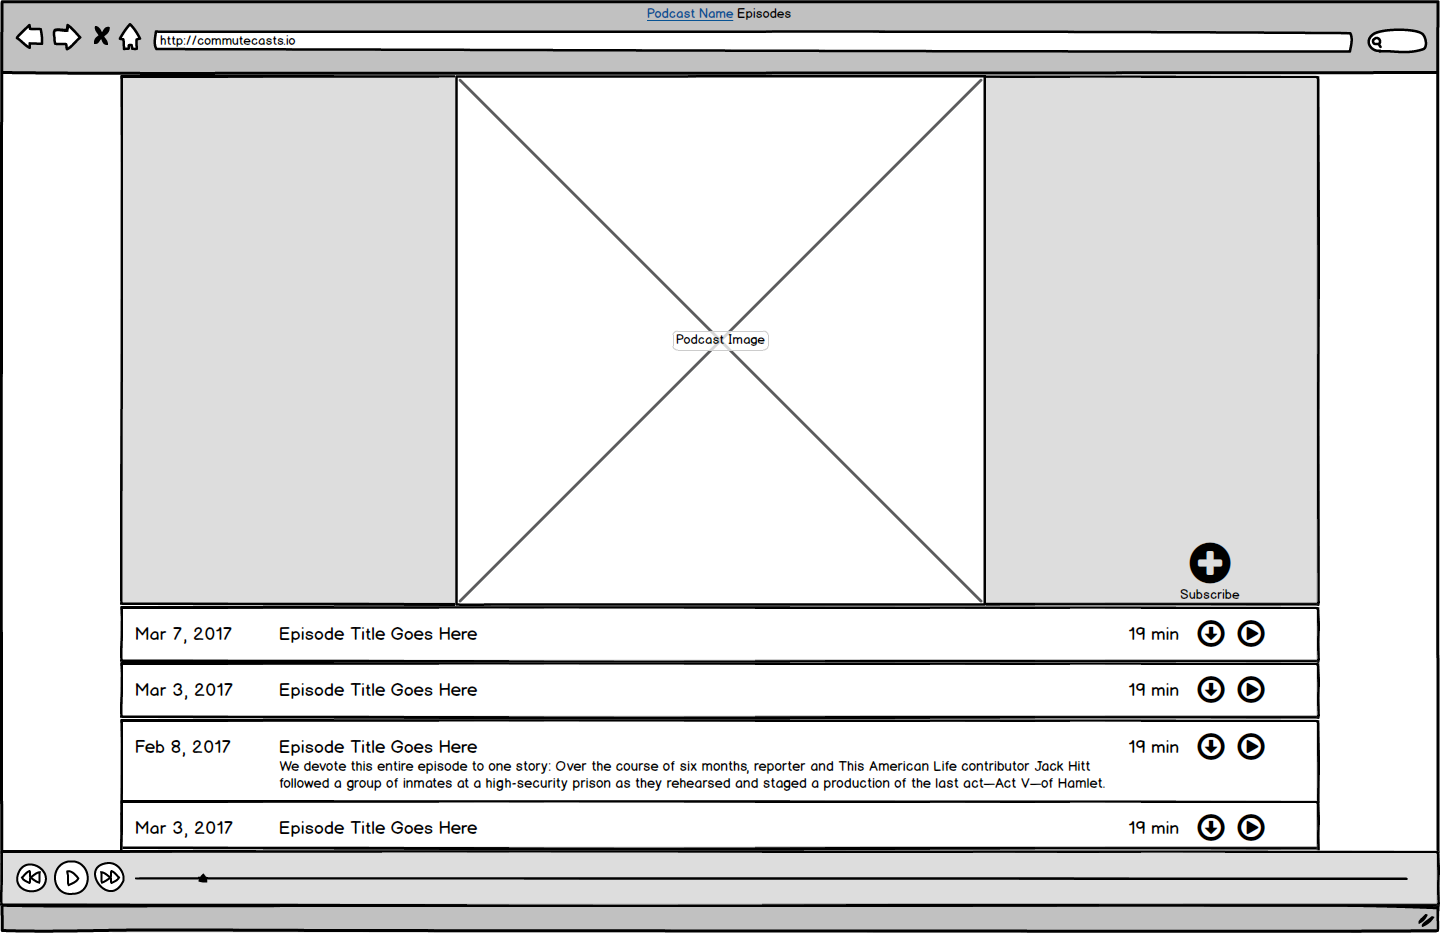 Podcast Name Episodes
http://commutecasts.io
Podcast Image
Subscribe
Mar 7, 2017 Episode Title Goes Here 19 min
Mar 3, 2017 Episode Title Goes Here 19 min
Feb 8, 2017 Episode Title Goes Here 19 min
We devote this entire episode to one story: Over the course of six months, reporter and This American Life contributor Jack Hitt
followed a group of inmates at a high-security prison as they rehearsed and staged a production of the last act—Act V—of Hamlet.
Mar 3, 2017 Episode Title Goes Here 19 min